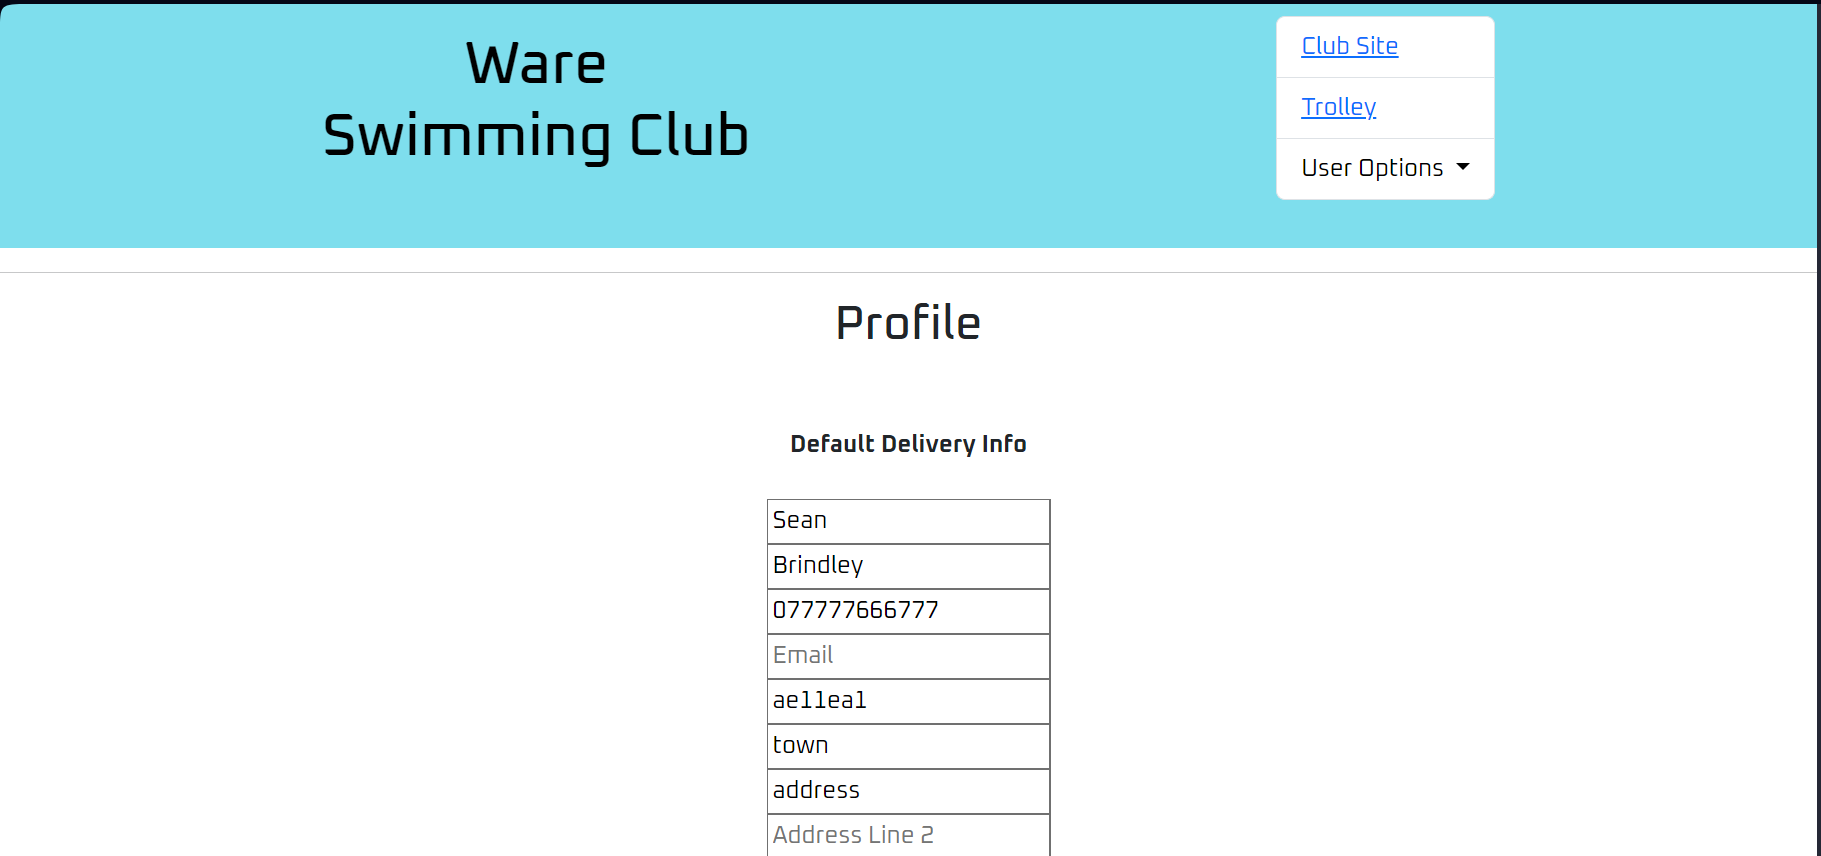 Ware
Swimming Club
Club Site
Trolley
User Options
Profile
Default Delivery Info
Sean
Brindley
077777666777
Email
ae11ea1
town
address
Address Line 2